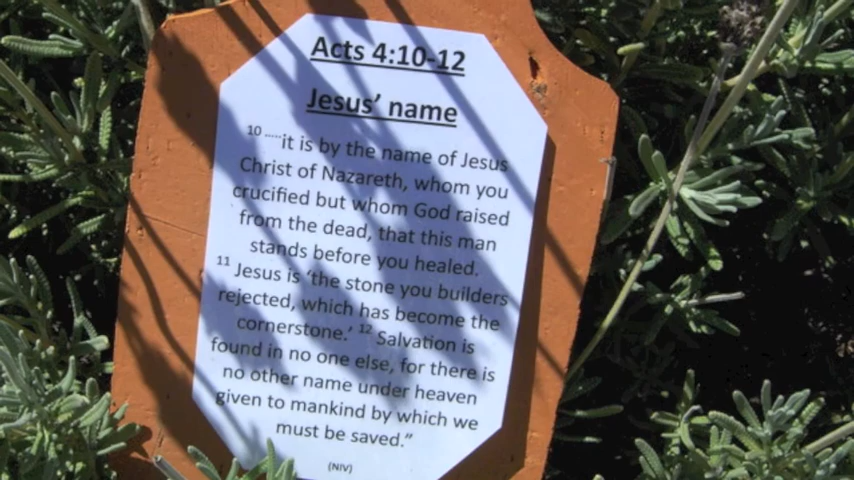 Acts 4:10-12
Jesus’ name
10 .....it is by the name of Jesus
Christ of Nazareth, whom you
crucified but whom God raised
from the dead, that this man
stands before you healed.
11 Jesus is ‘the stone you builders
rejected, which has become the
cornerstone.’ 12 Salvation is
found in no one else, for there is
no other name under heaven
given to mankind by which we
must be saved.”
(NIV)